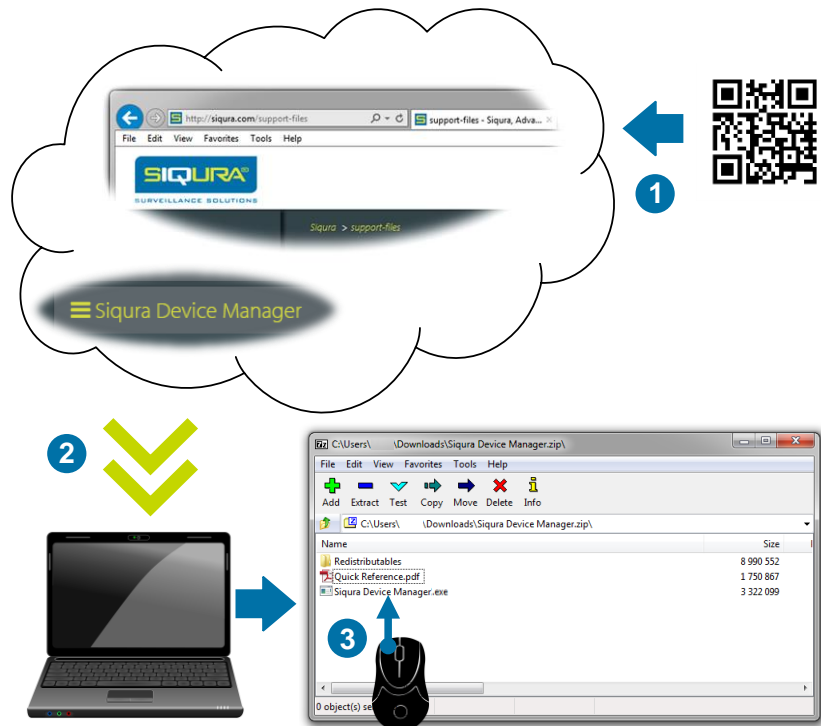 http://siqura.com/support-files
support-files - Siqura, Adva...
File Edit View Favorites Tools Help
SIQURA®
SURVEILLANCE SOLUTIONS
Siqura > support-files
1
Siqura Device Manager
2
C:\Users\ \Downloads\Siqura Device Manager.zip\
File Edit View Favorites Tools Help
Add Extract Test Copy Move Delete Info
C:\Users\ \Downloads\Siqura Device Manager.zip\
Name Size
Redistributables 8 990 552
Quick Reference.pdf 1 750 867
Siqura Device Manager.exe 3 322 099
3
0 object(s)